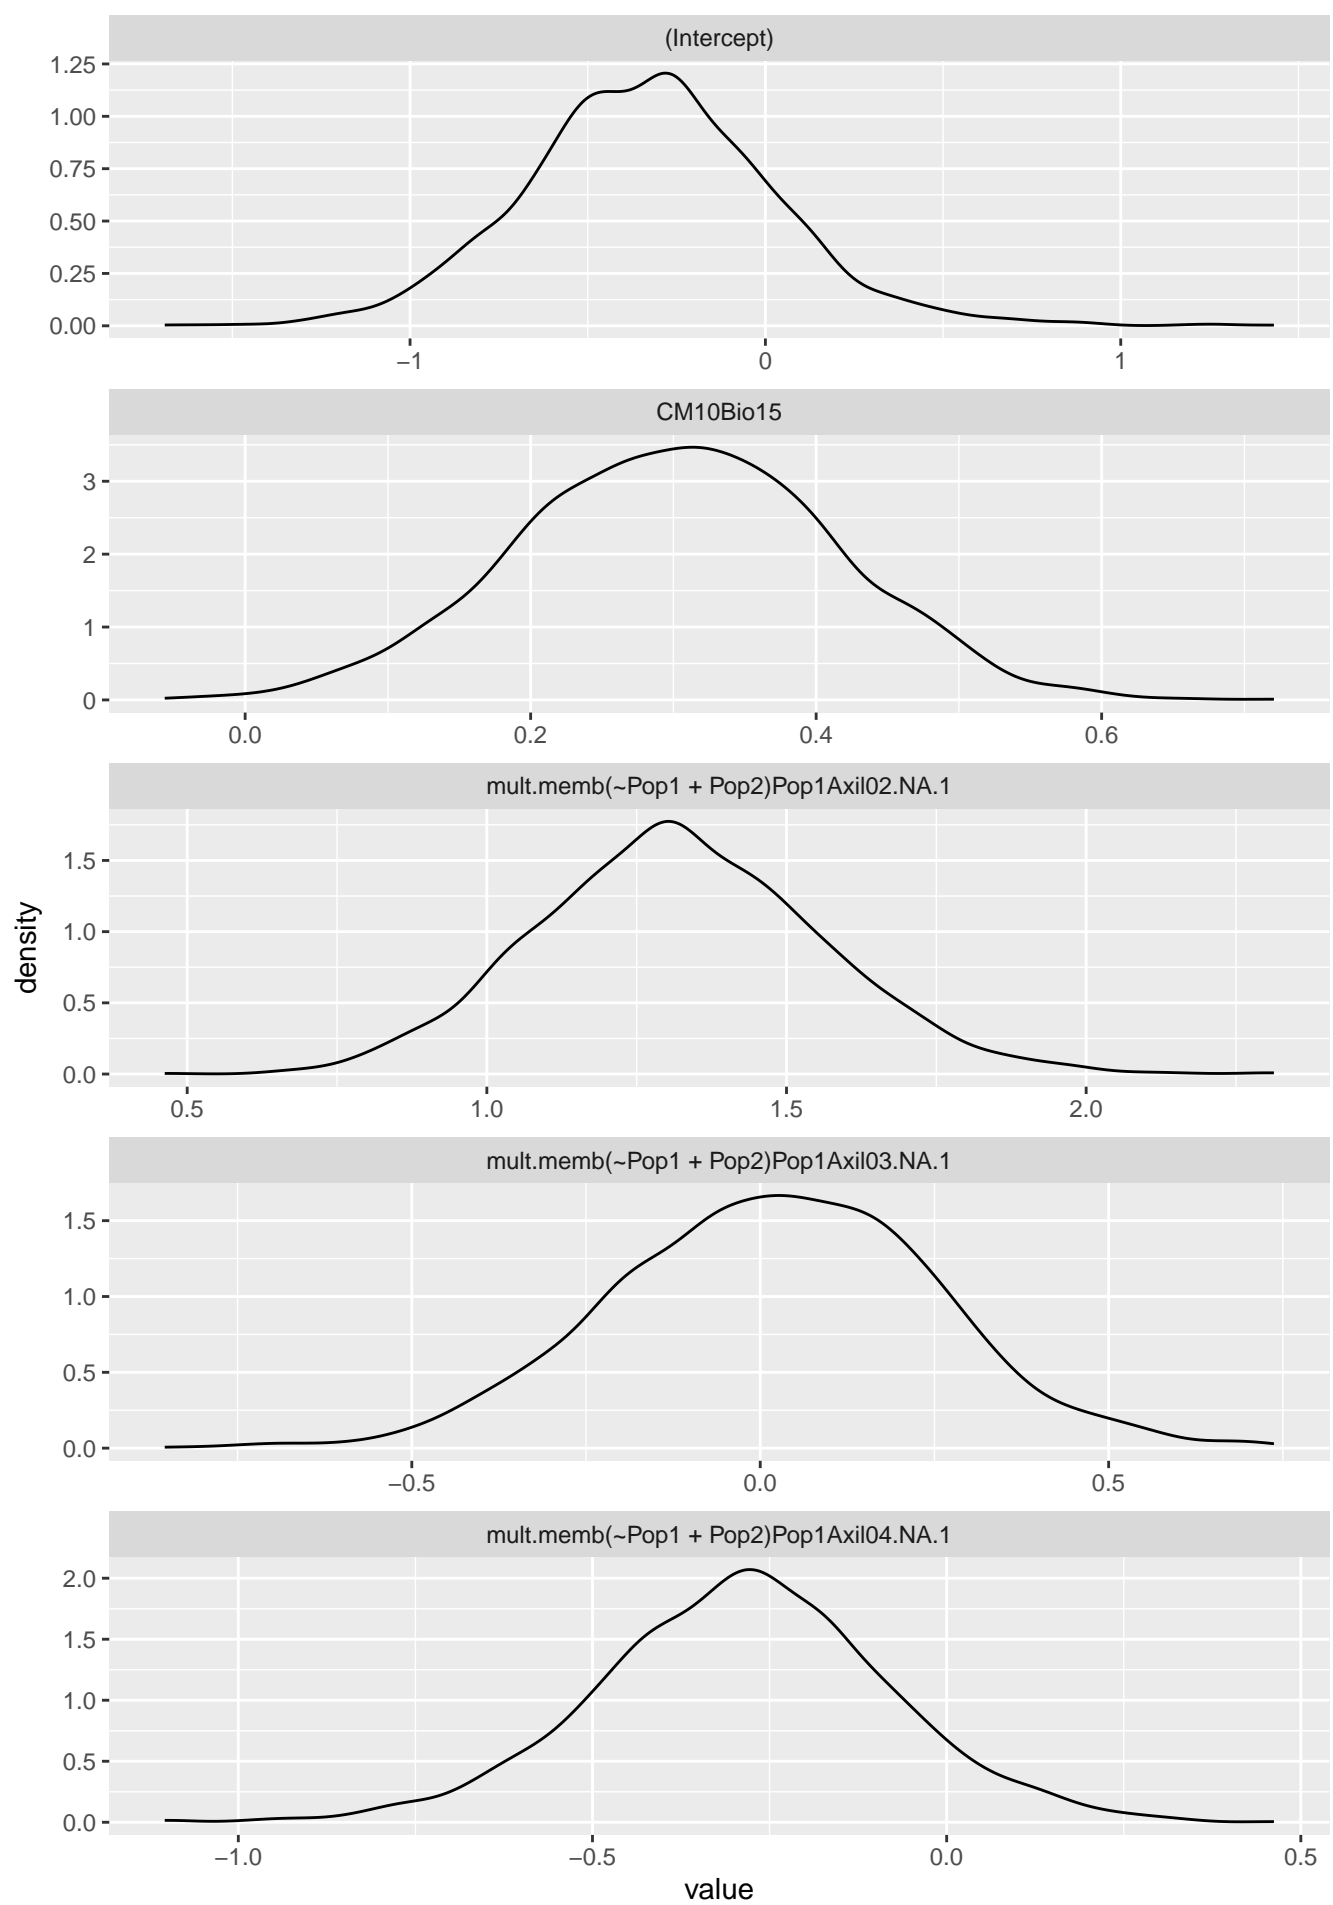 (Intercept)
1.25
1.00
0.75
0.50
0.25
0.00
−1 0 1
CM10Bio15
3
2
1
0
0.0 0.2 0.4 0.6
mult.memb(~Pop1 + Pop2)Pop1Axil02.NA.1
1.5
1.0
0.5
0.0
0.5 1.0 1.5 2.0
density
mult.memb(~Pop1 + Pop2)Pop1Axil03.NA.1
1.5
1.0
0.5
0.0
−0.5 0.0 0.5
mult.memb(~Pop1 + Pop2)Pop1Axil04.NA.1
2.0
1.5
1.0
0.5
0.0
−1.0 −0.5 0.0 0.5
value